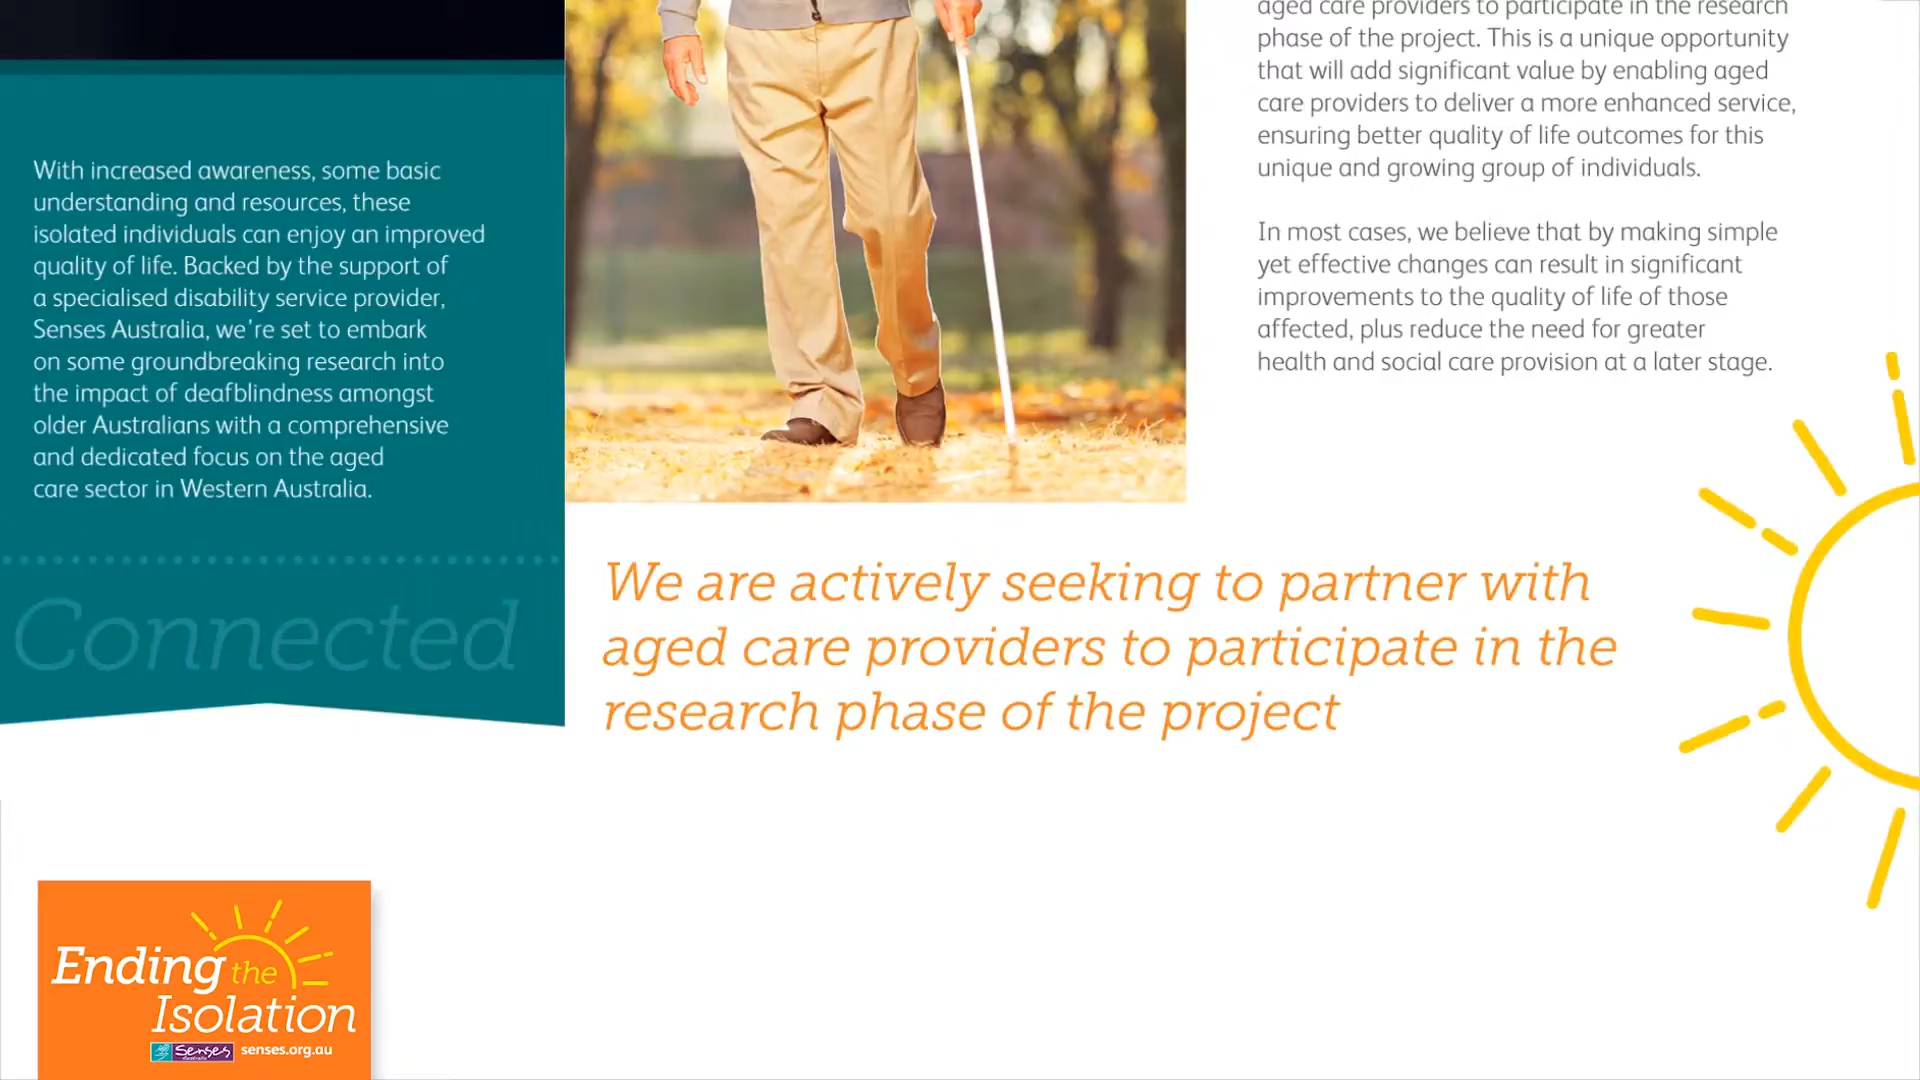 With increased awareness, some basic
understanding and resources, these
isolated individuals can enjoy an improved
quality of life. Backed by the support of
a specialised disability service provider,
Senses Australia, we're set to embark
on some groundbreaking research into
the impact of deafblindness amongst
older Australians with a comprehensive
and dedicated focus on the aged
care sector in Western Australia.
Connected
aged care providers to participate in the research
phase of the project. This is a unique opportunity
that will add significant value by enabling aged
care providers to deliver a more enhanced service,
ensuring better quality of life outcomes for this
unique and growing group of individuals.
In most cases, we believe that by making simple
yet effective changes can result in significant
improvements to the quality of life of those
affected, plus reduce the need for greater
health and social care provision at a later stage.
We are actively seeking to partner with
aged care providers to participate in the
research phase of the project
Ending the
Isolation
Senses Australia senses.org.au